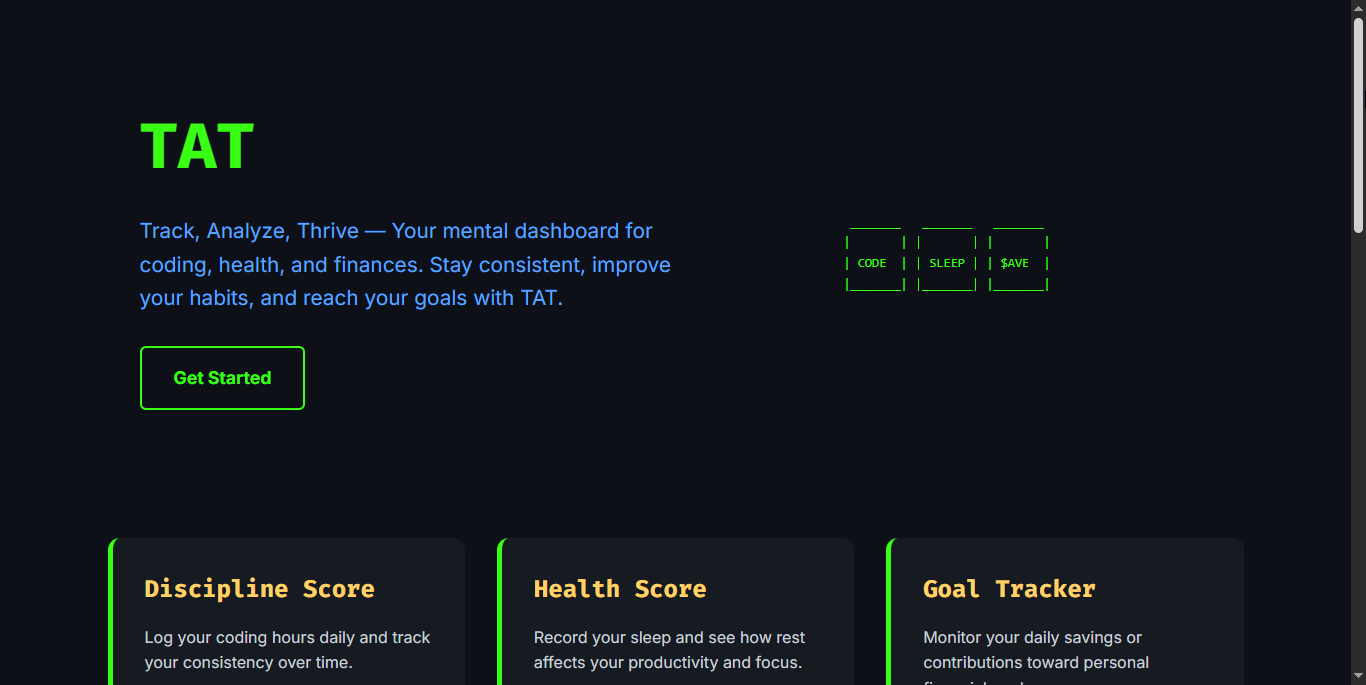 TAT
Track, Analyze, Thrive — Your mental dashboard for
coding, health, and finances. Stay consistent, improve
your habits, and reach your goals with TAT.
Get Started
CODE SLEEP $AVE
Discipline Score
Log your coding hours daily and track
your consistency over time.
Health Score
Record your sleep and see how rest
affects your productivity and focus.
Goal Tracker
Monitor your daily savings or
contributions toward personal